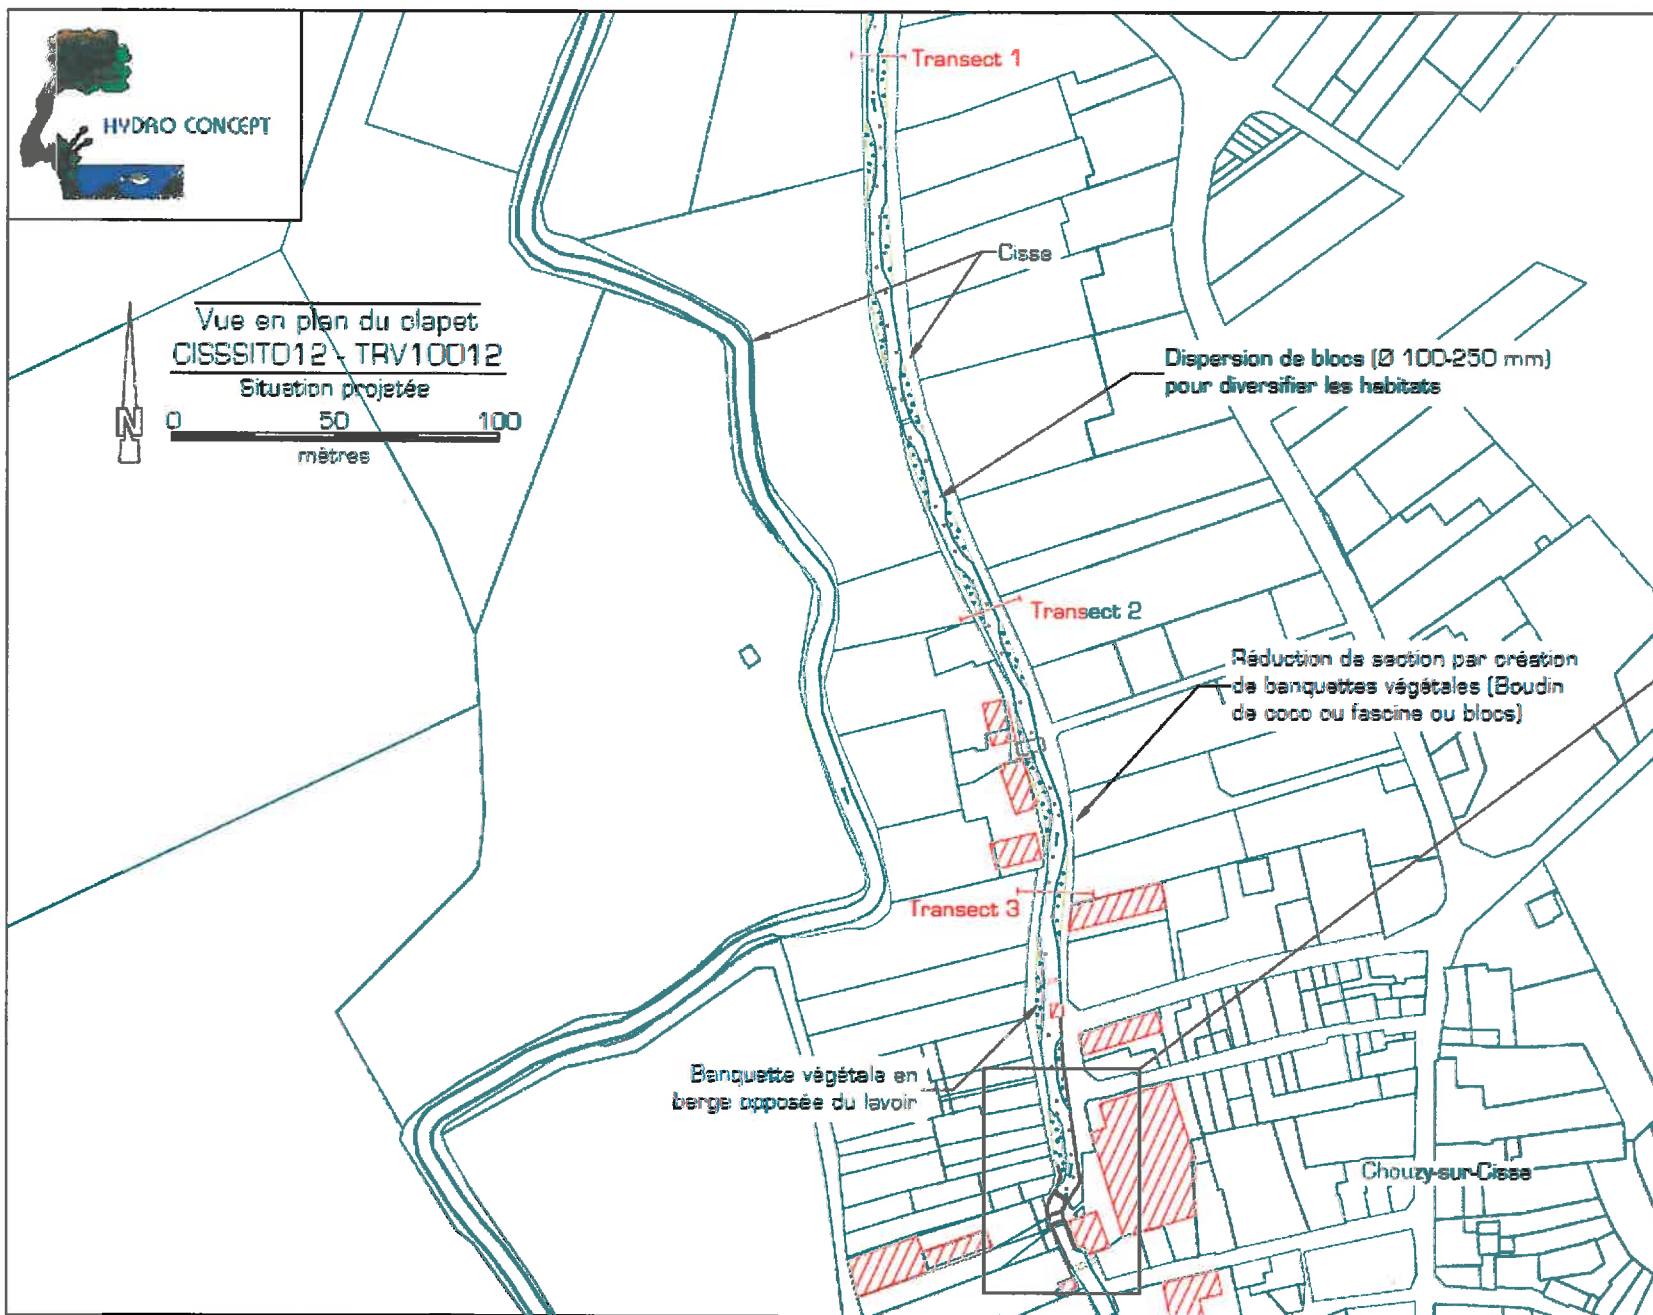 HYDRO CONCEPT
Transect 1
Cisse
Vue en plan du clapet
CISSSIT012 - TRV10012
Situation projetée
0 50 100
mètres
N
Dispersion de blocs (Ø 100-250 mm)
pour diversifier les habitats
Transect 2
Réduction de section par création
de banquettes végétales (Boudin
de coco ou fascine ou blocs)
Transect 3
Banquette végétale en
berge opposée du lavoir
Chouzy-sur-Cisse